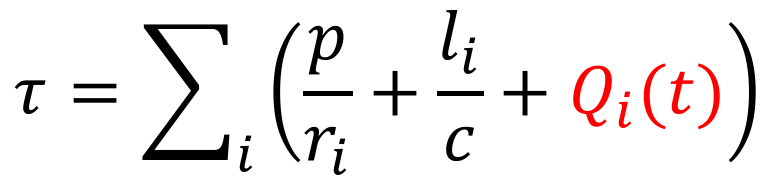 τ = ∑_i (p/r_i + l_i/c + Q_i(t))